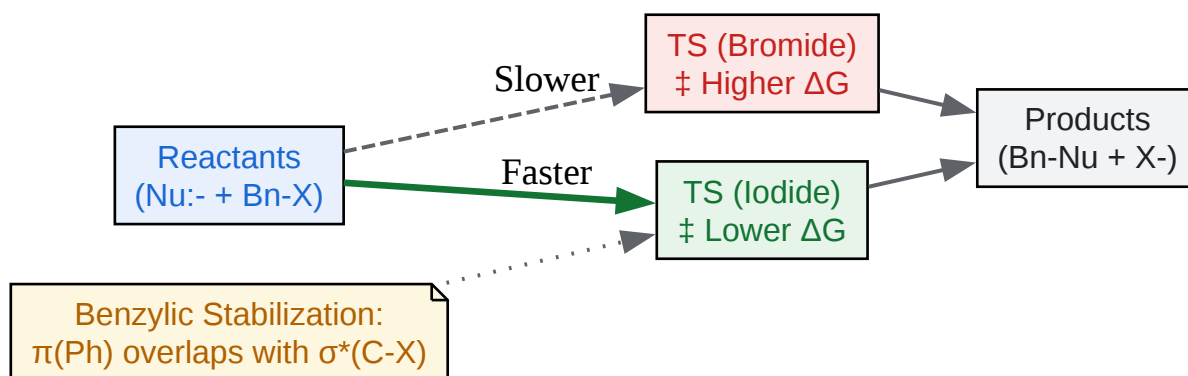 Slower
TS (Bromide)
‡ Higher ΔG
Reactants
(Nu:- + Bn-X)
Faster
TS (Iodide)
‡ Lower ΔG
Products
(Bn-Nu + X-)
Benzylic Stabilization:
π(Ph) overlaps with σ*(C-X)